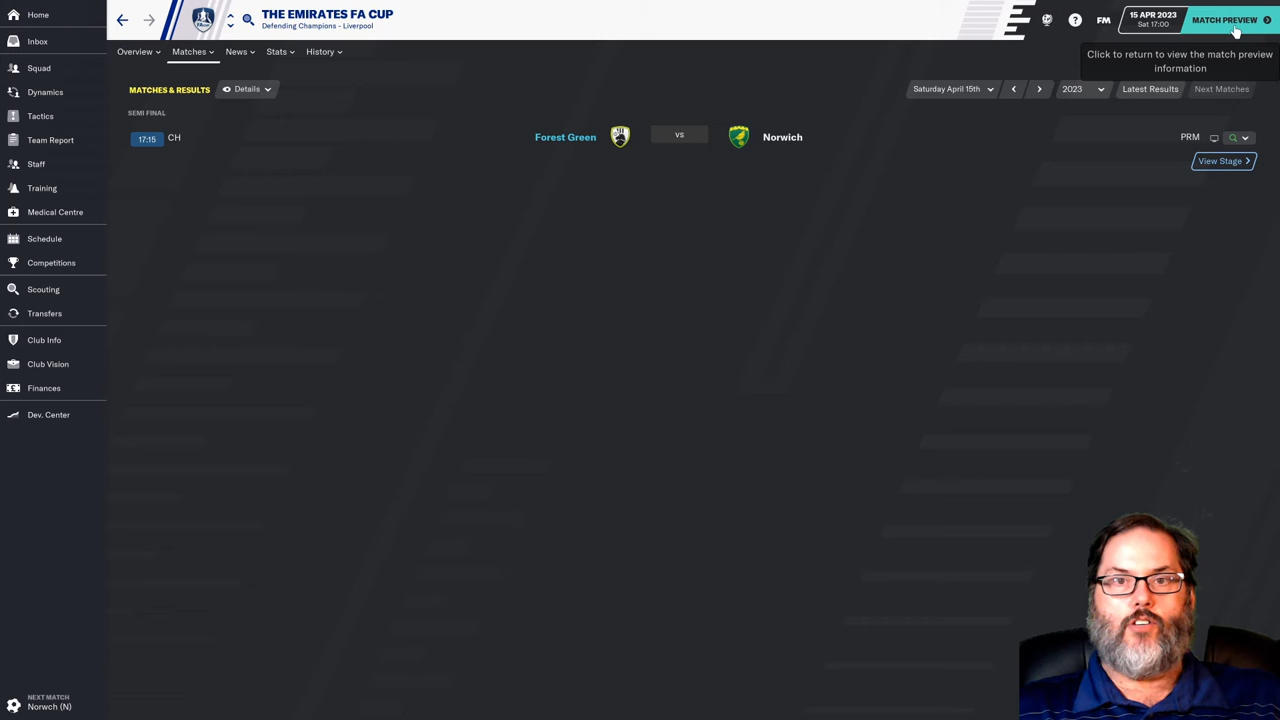 Home
Inbox
Squad
Dynamics
Tactics
Team Report
Staff
Training
Medical Centre
Schedule
Competitions
Scouting
Transfers
Club Info
Club Vision
Finances
Dev. Center
NEXT MATCH
Norwch (N)
THE EMIRATES FA CUP
Defending Champions - Liverpool
FM
15 APR 2023
Sat 17:00
MATCH PREVIEW
Click to return to view the match preview
information
Overview Matches News Stats History
MATCHES & RESULTS Details
Saturday April 15th 2023 Latest Results Next Matches
SEMI FINAL
17:15 CH Forest Green vs Norwich PRM
View Stage